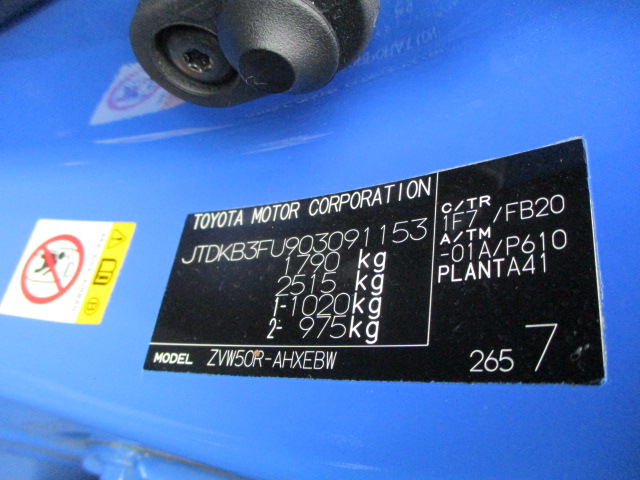 TOYOTA MOTOR CORPORATION
JTDKB3FU903091153
1790 kg
2515 kg
1-1020kg
2- 975kg
MODEL ZVW50R-AHXEBW
C/TR
1F7 /FB20
A/TM
-01A/P610
PLANTA41
265 7